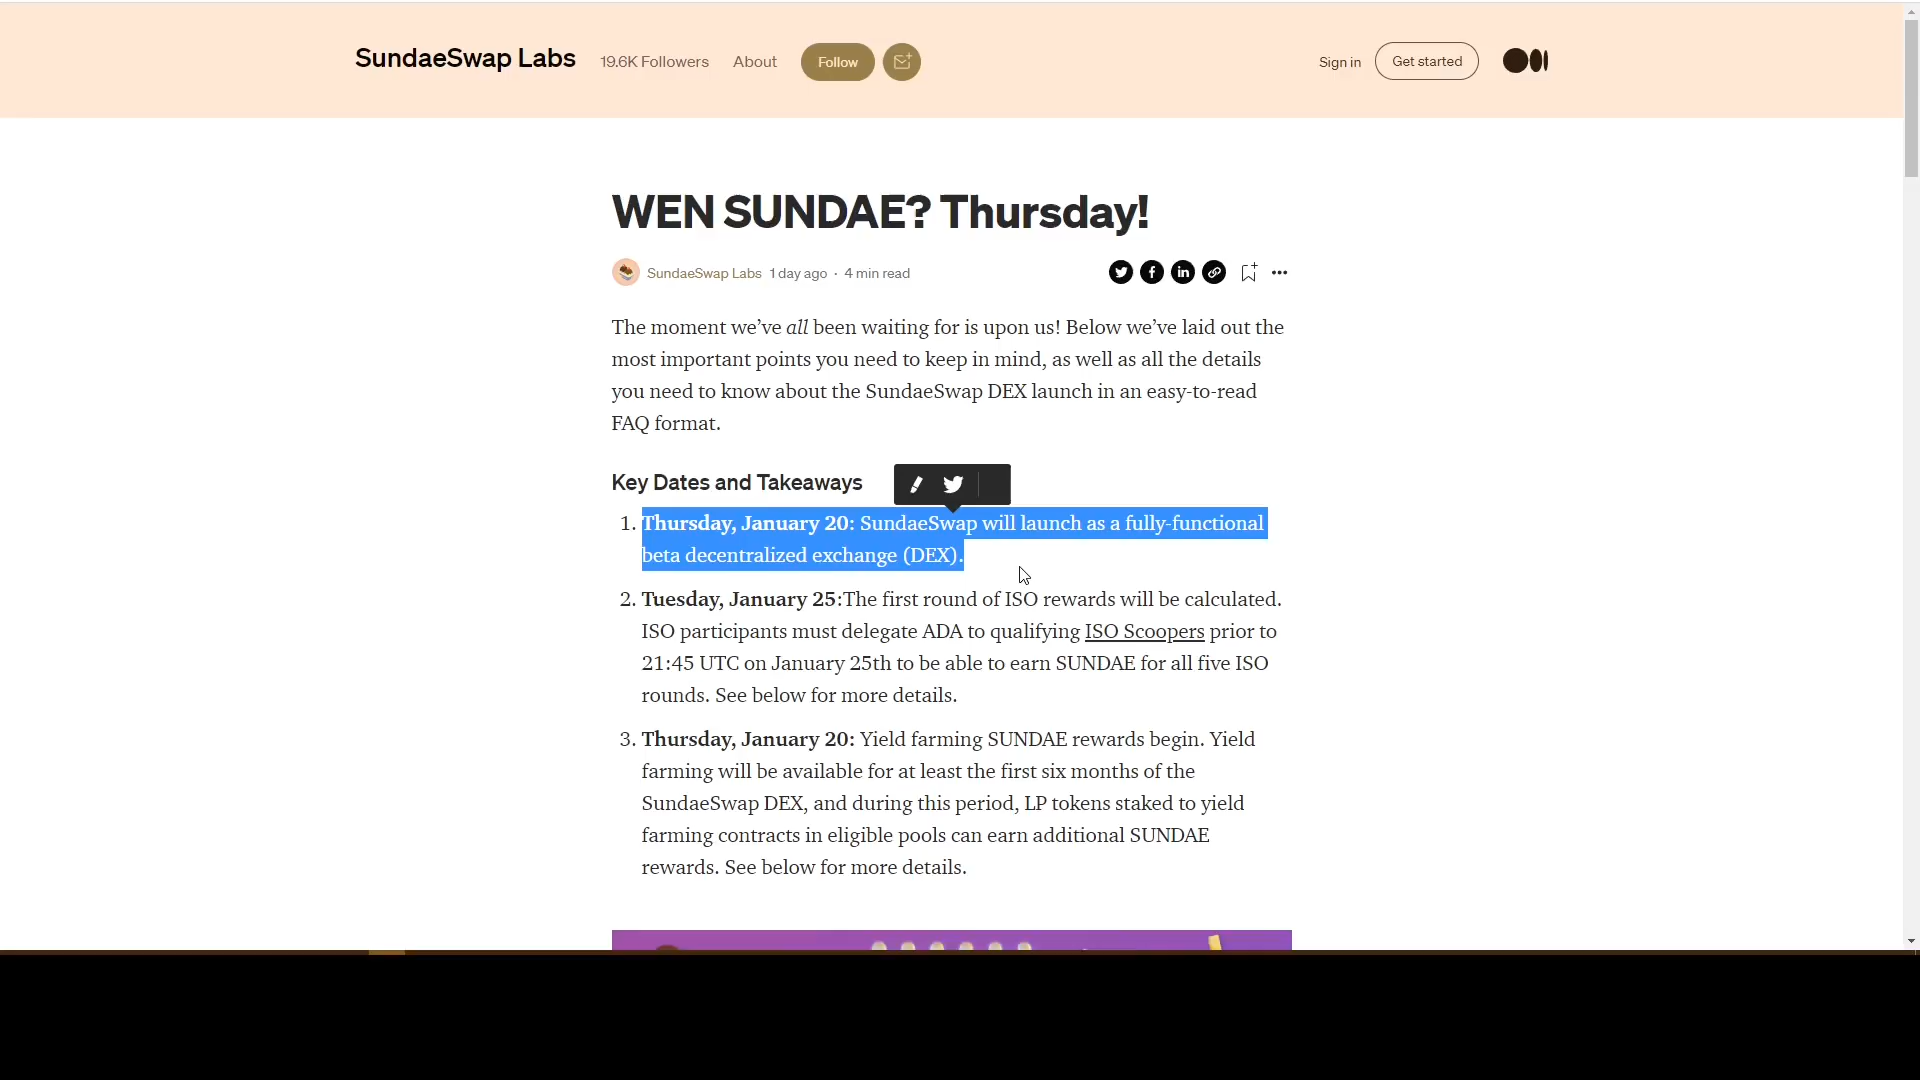 SundaeSwap Labs 19.6K Followers About Follow Sign in Get started
WEN SUNDAE? Thursday!
SundaeSwap Labs 1 day ago · 4 min read
The moment we’ve all been waiting for is upon us! Below we’ve laid out the
most important points you need to keep in mind, as well as all the details
you need to know about the SundaeSwap DEX launch in an easy-to-read
FAQ format.
Key Dates and Takeaways
1. Thursday, January 20: SundaeSwap will launch as a fully-functional
beta decentralized exchange (DEX).
2. Tuesday, January 25:The first round of ISO rewards will be calculated.
ISO participants must delegate ADA to qualifying ISO Scoopers prior to
21:45 UTC on January 25th to be able to earn SUNDAE for all five ISO
rounds. See below for more details.
3. Thursday, January 20: Yield farming SUNDAE rewards begin. Yield
farming will be available for at least the first six months of the
SundaeSwap DEX, and during this period, LP tokens staked to yield
farming contracts in eligible pools can earn additional SUNDAE
rewards. See below for more details.